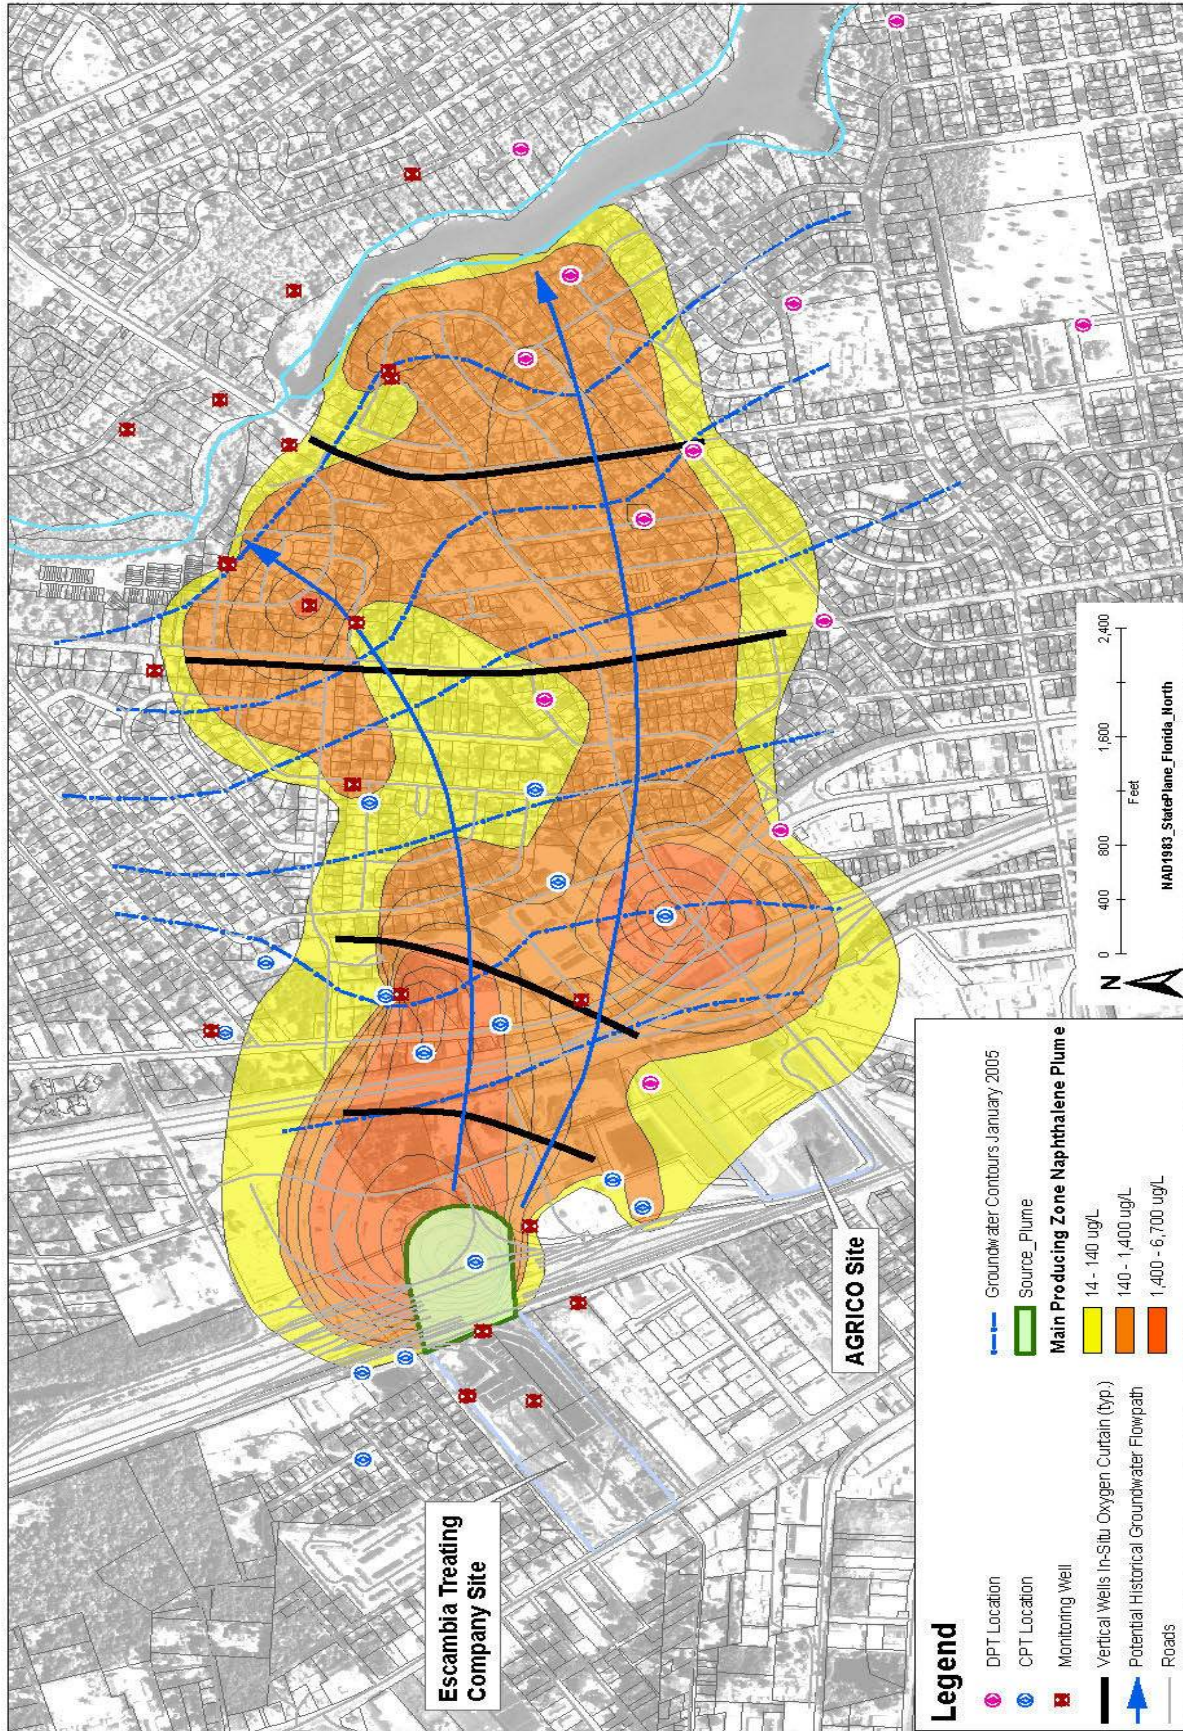 Escambia Treating
Company Site
AGRICO Site
Legend
DPT Location
CPT Location
Monitoring Well
Vertical Wells In-Situ Oxygen Curtain (typ.)
Potential Historical Groundwater Flowpath
Roads
Groundwater Contours January 2005
Source_Plume
Main Producing Zone Naphthalene Plume
14 - 140 ug/L
140 - 1,400 ug/L
1,400 - 6,700 ug/L
N
0 400 800 1,600 2,400
Feet
NAD1983_StatePlane_Florida_North